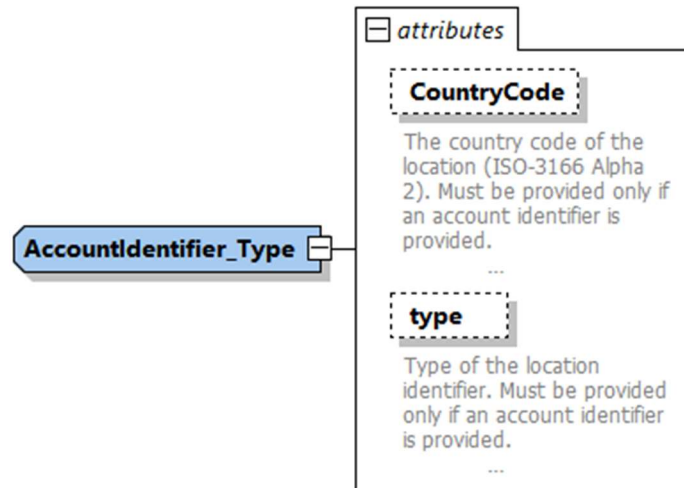 attributes
CountryCode
The country code of the
location (ISO-3166 Alpha
2). Must be provided only if
an account identifier is
provided.
...
AccountIdentifier_Type
type
Type of the location
identifier. Must be provided
only if an account identifier
is provided.
...